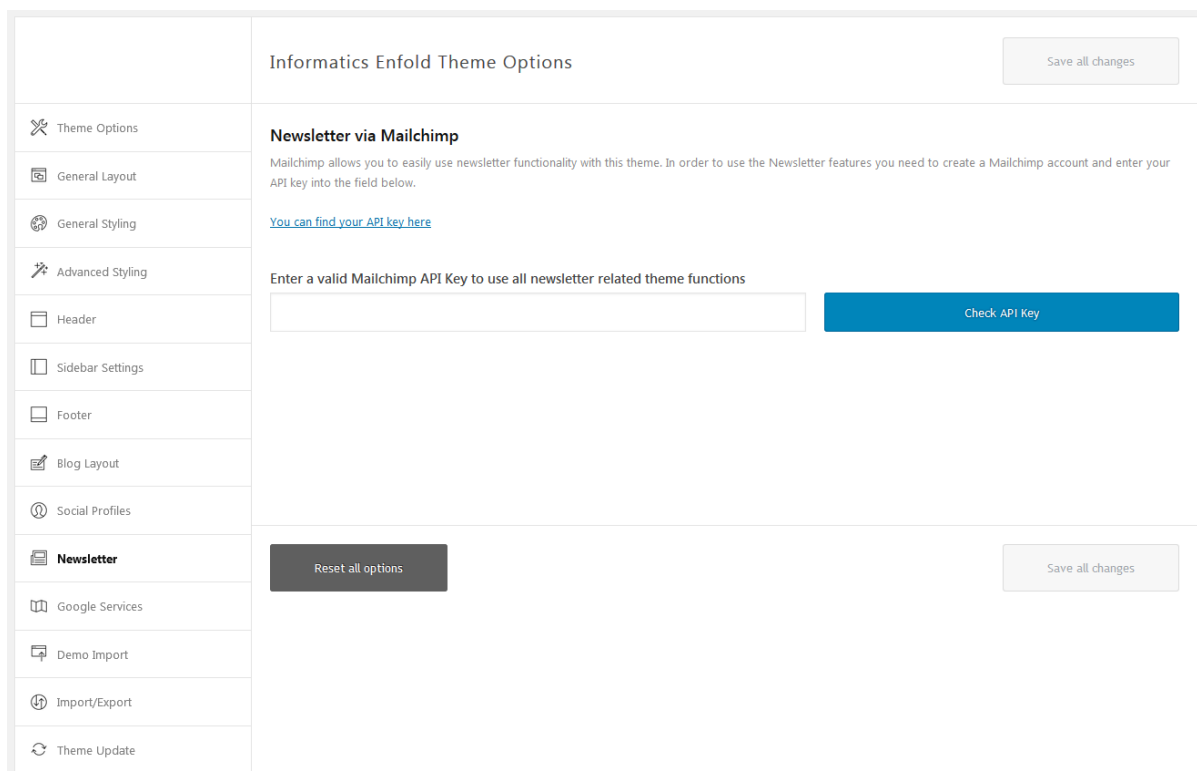 Informatics Enfold Theme Options
Save all changes
Theme Options
General Layout
General Styling
Advanced Styling
Header
Sidebar Settings
Footer
Blog Layout
Social Profiles
Newsletter
Google Services
Demo Import
Import/Export
Theme Update
Newsletter via Mailchimp
Mailchimp allows you to easily use newsletter functionality with this theme. In order to use the Newsletter features you need to create a Mailchimp account and enter your
API key into the field below.
You can find your API key here
Enter a valid Mailchimp API Key to use all newsletter related theme functions
Check API Key
Reset all options
Save all changes